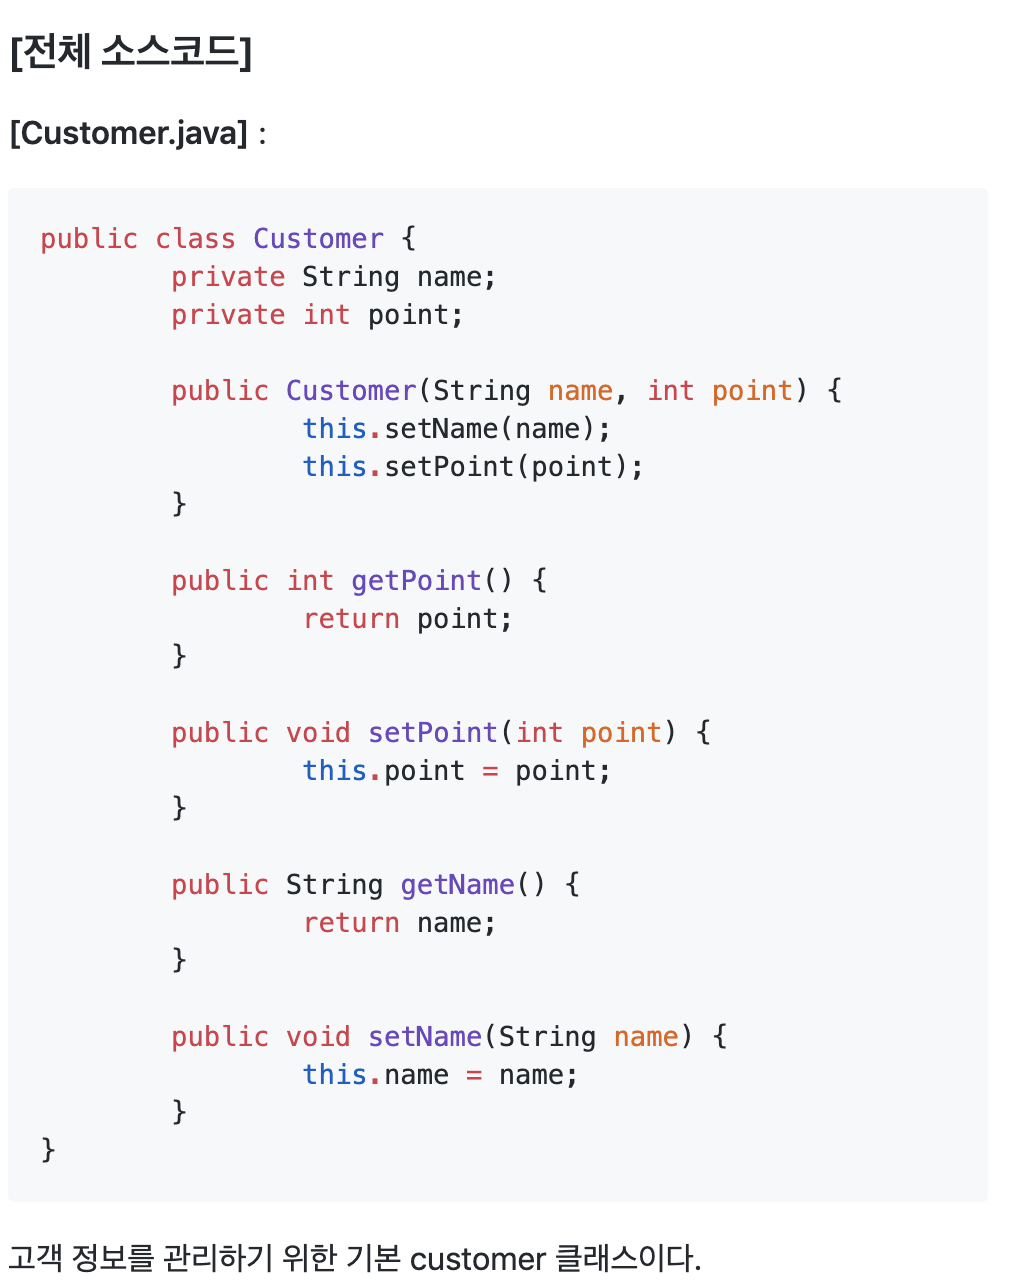 [전체 소스코드]
[Customer.java] :
public class Customer {
        private String name;
        private int point;

        public Customer(String name, int point) {
                this.setName(name);
                this.setPoint(point);
        }

        public int getPoint() {
                return point;
        }

        public void setPoint(int point) {
                this.point = point;
        }

        public String getName() {
                return name;
        }

        public void setName(String name) {
                this.name = name;
        }
}
고객 정보를 관리하기 위한 기본 customer 클래스이다.